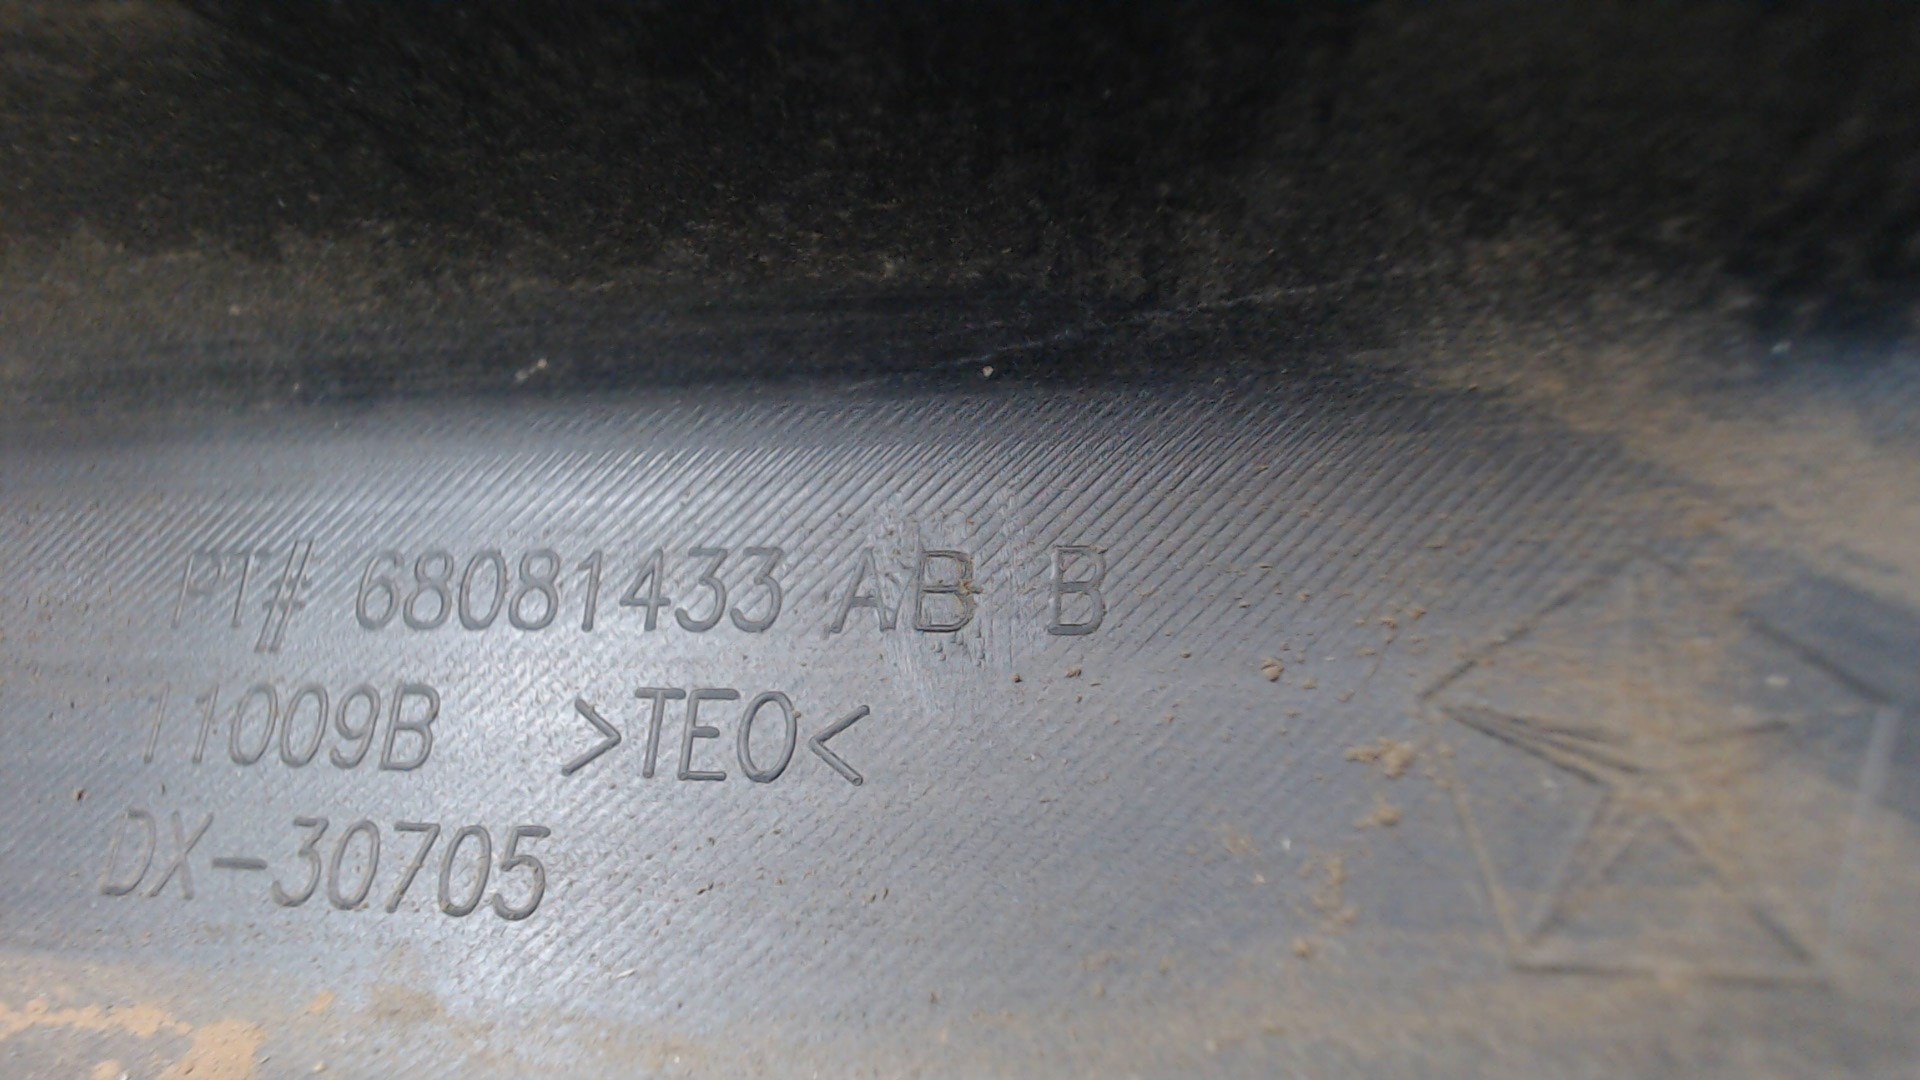 PT# 68081433 AB B
11009B >TEO<
DX-30705